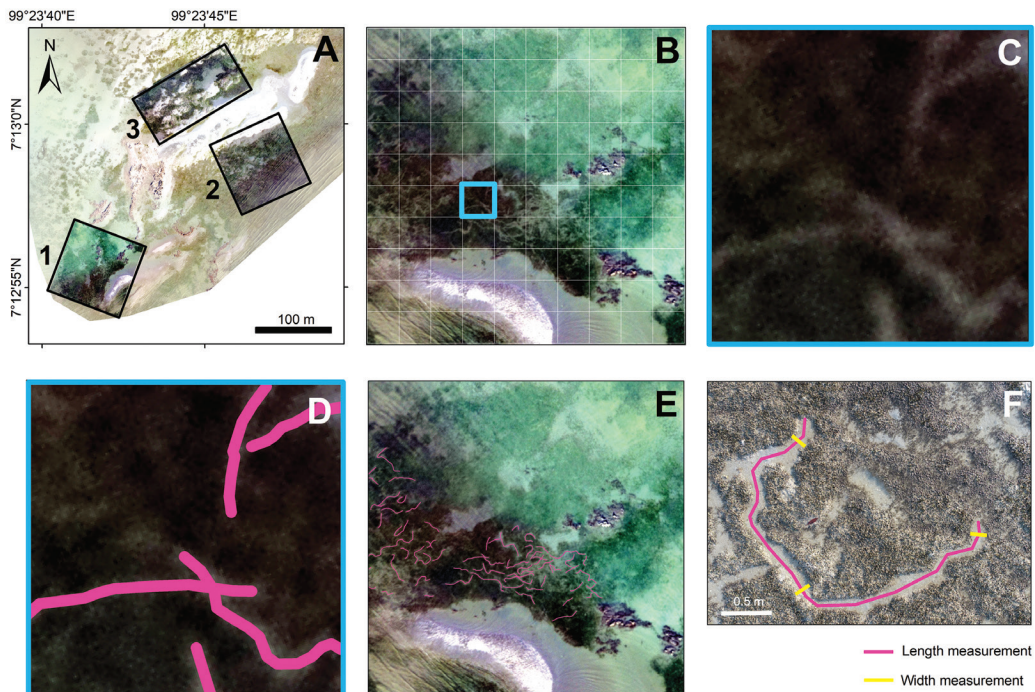 99°23'40"E
99°23'45"E
N
A
B
C
7°13'0"N
3
2
1
7°12'55"N
100 m
D
E
F
0.5 m
Length measurement
Width measurement